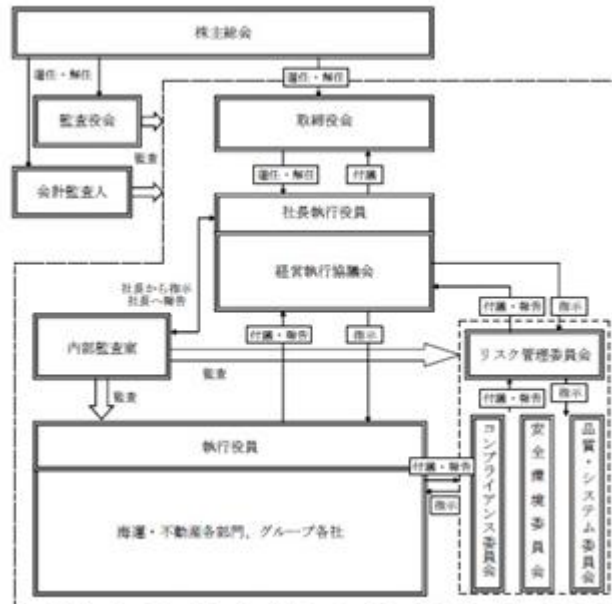 株主総会
選任・解任
選任・解任
監査役会
監査
会計監査人
取締役会
選任・解任
付議
社長執行役員
経営執行協議会
社長から指示
社長へ報告
付議・報告
指示
内部監査室
監査
監査
付議・報告
指示
リスク管理委員会
付議・報告
指示
執行役員
海運・不動産各部門、グループ各社
付議・報告
指示
コンプライアンス委員会
安全環境委員会
品質・システム委員会